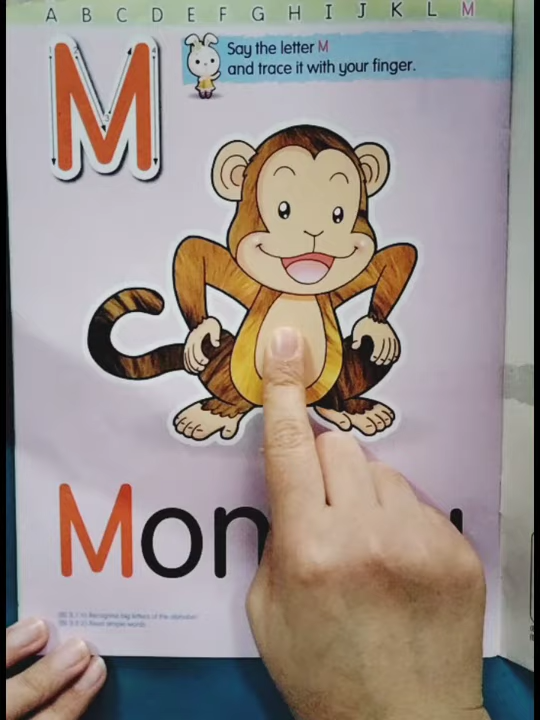 A B C D E F G H I J K L M
M
Say the letter M
and trace it with your finger.
Mon